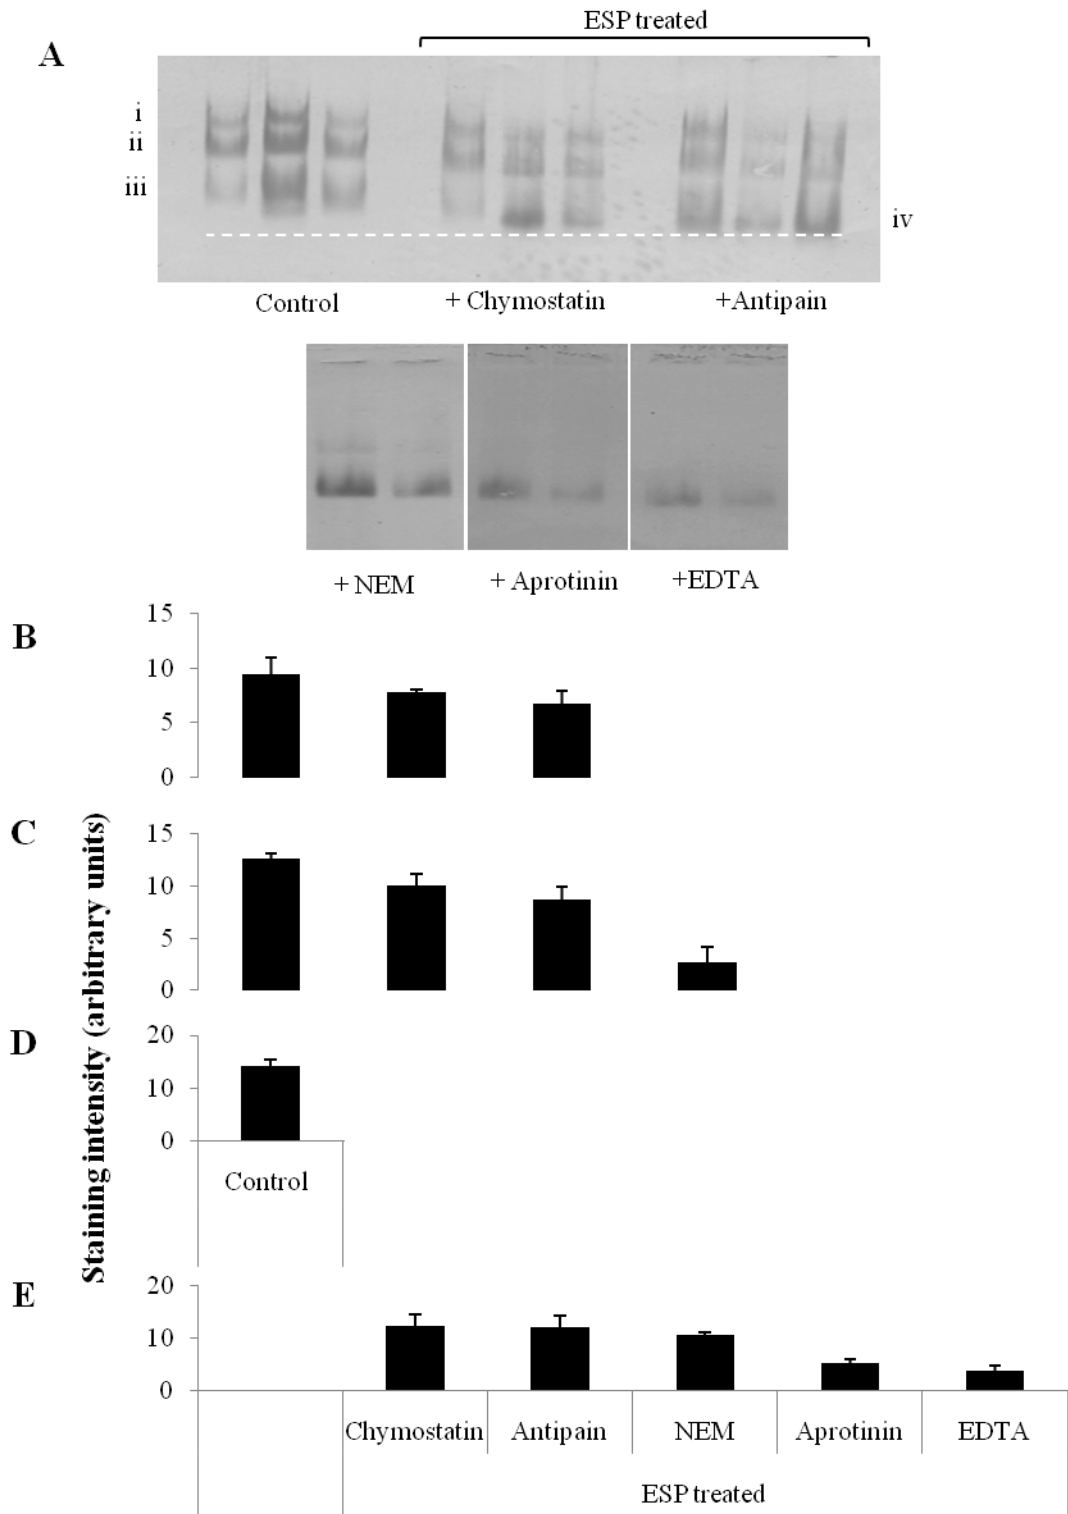 ESP treated
A
i
ii
iii
iv
Control
+ Chymostatin
+Antipain
+ NEM
+ Aprotinin
+EDTA
B
15
10
5
0
C
15
10
5
0
Staining intensity (arbitrary units)
D
20
10
0
Control
E
20
10
0
Chymostatin
Antipain
NEM
Aprotinin
EDTA
ESP treated